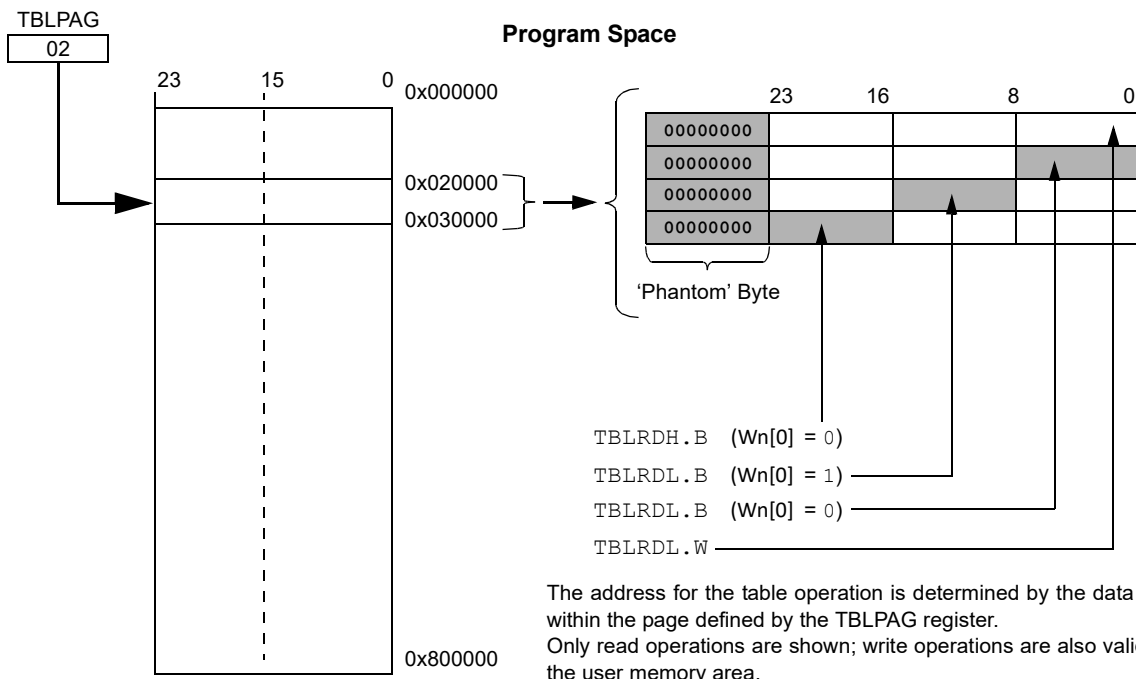 TBLPAG
02
Program Space
23 15 0
0x000000
0x020000
0x030000
0x800000
23 16 8 0
00000000
00000000
00000000
00000000
‘Phantom’ Byte
TBLRDH.B (Wn[0] = 0)
TBLRDL.B (Wn[0] = 1)
TBLRDL.B (Wn[0] = 0)
TBLRDL.W
The address for the table operation is determined by the data
within the page defined by the TBLPAG register.
Only read operations are shown; write operations are also
the user memory area.